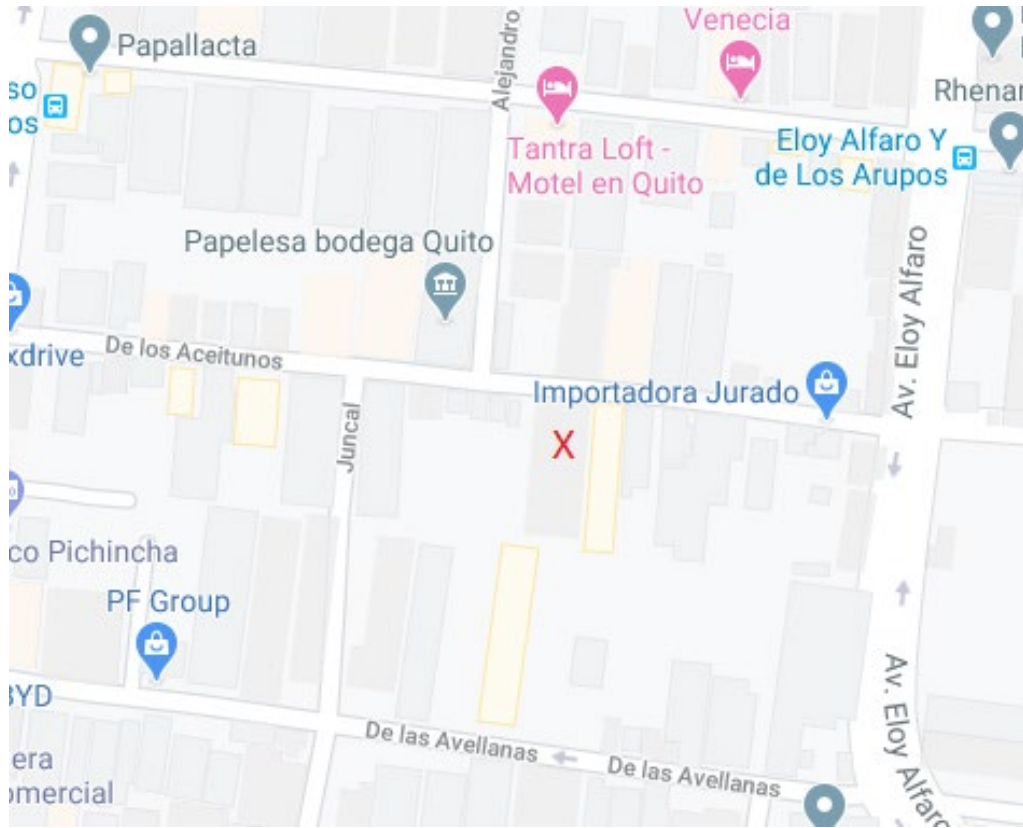 Venecia
Papallacta
Alejandro
so
os
Rhenar
Tantra Loft -
Motel en Quito
Eloy Alfaro Y
de Los Arupos
Papelesa bodega Quito
Av. Eloy Alfaro
xdrive
De los Aceitunos
Importadora Jurado
Juncal
X
co Pichincha
PF Group
Av. Eloy Alfaro
BYD
De las Avellanas
De las Avellanas
era
omercial